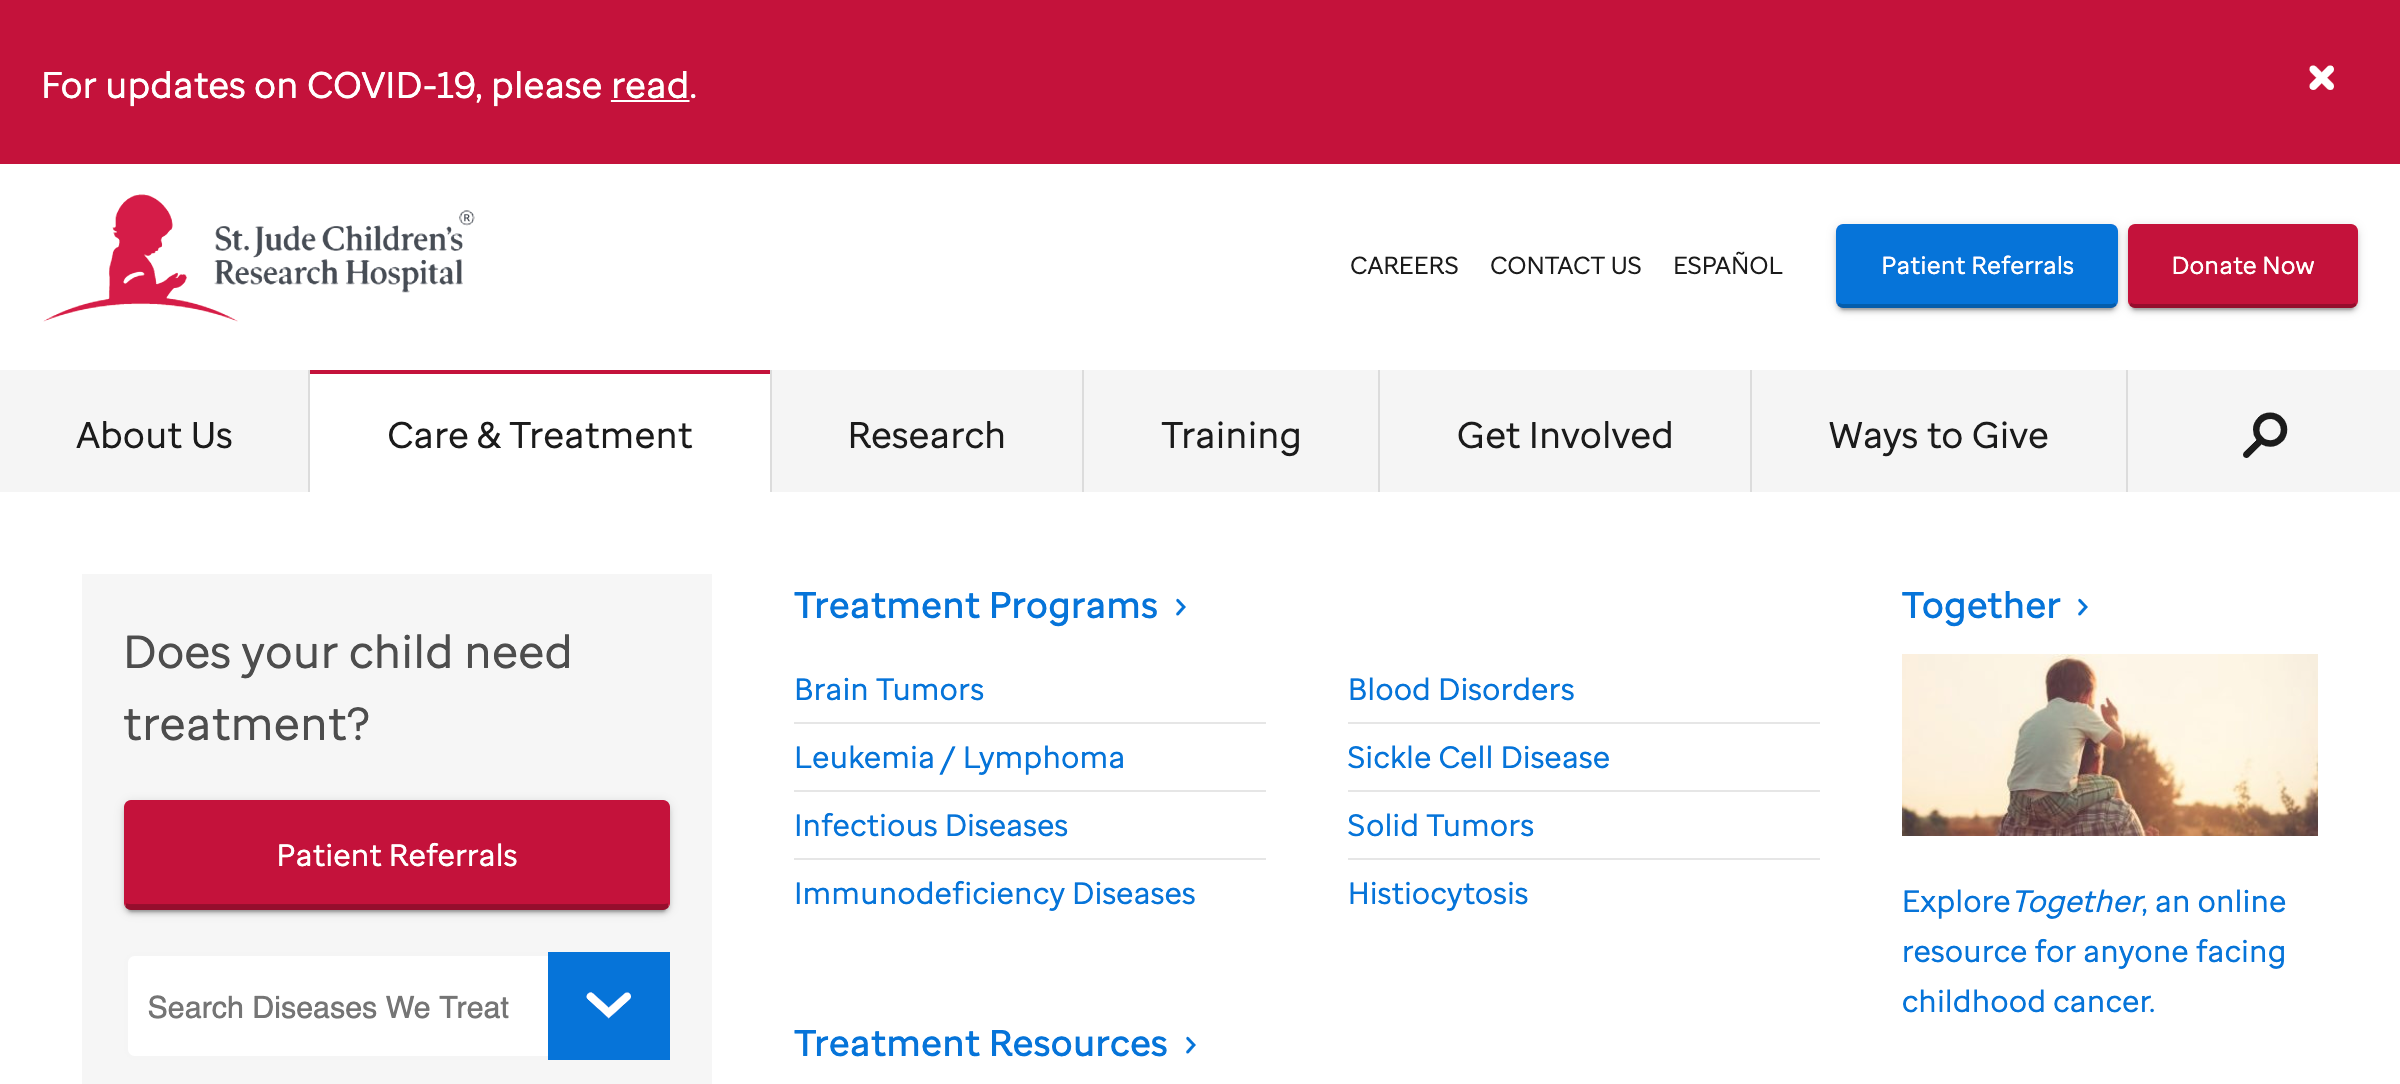 For updates on COVID-19, please read.
St. Jude Children's®
Research Hospital
CAREERS CONTACT US ESPAÑOL Patient Referrals Donate Now
About Us Care & Treatment Research Training Get Involved Ways to Give
Does your child need
treatment?
Patient Referrals
Search Diseases We Treat
Treatment Programs ›
Brain Tumors
Leukemia / Lymphoma
Infectious Diseases
Immunodeficiency Diseases
Blood Disorders
Sickle Cell Disease
Solid Tumors
Histiocytosis
Treatment Resources ›
Together ›
Explore Together, an online
resource for anyone facing
childhood cancer.